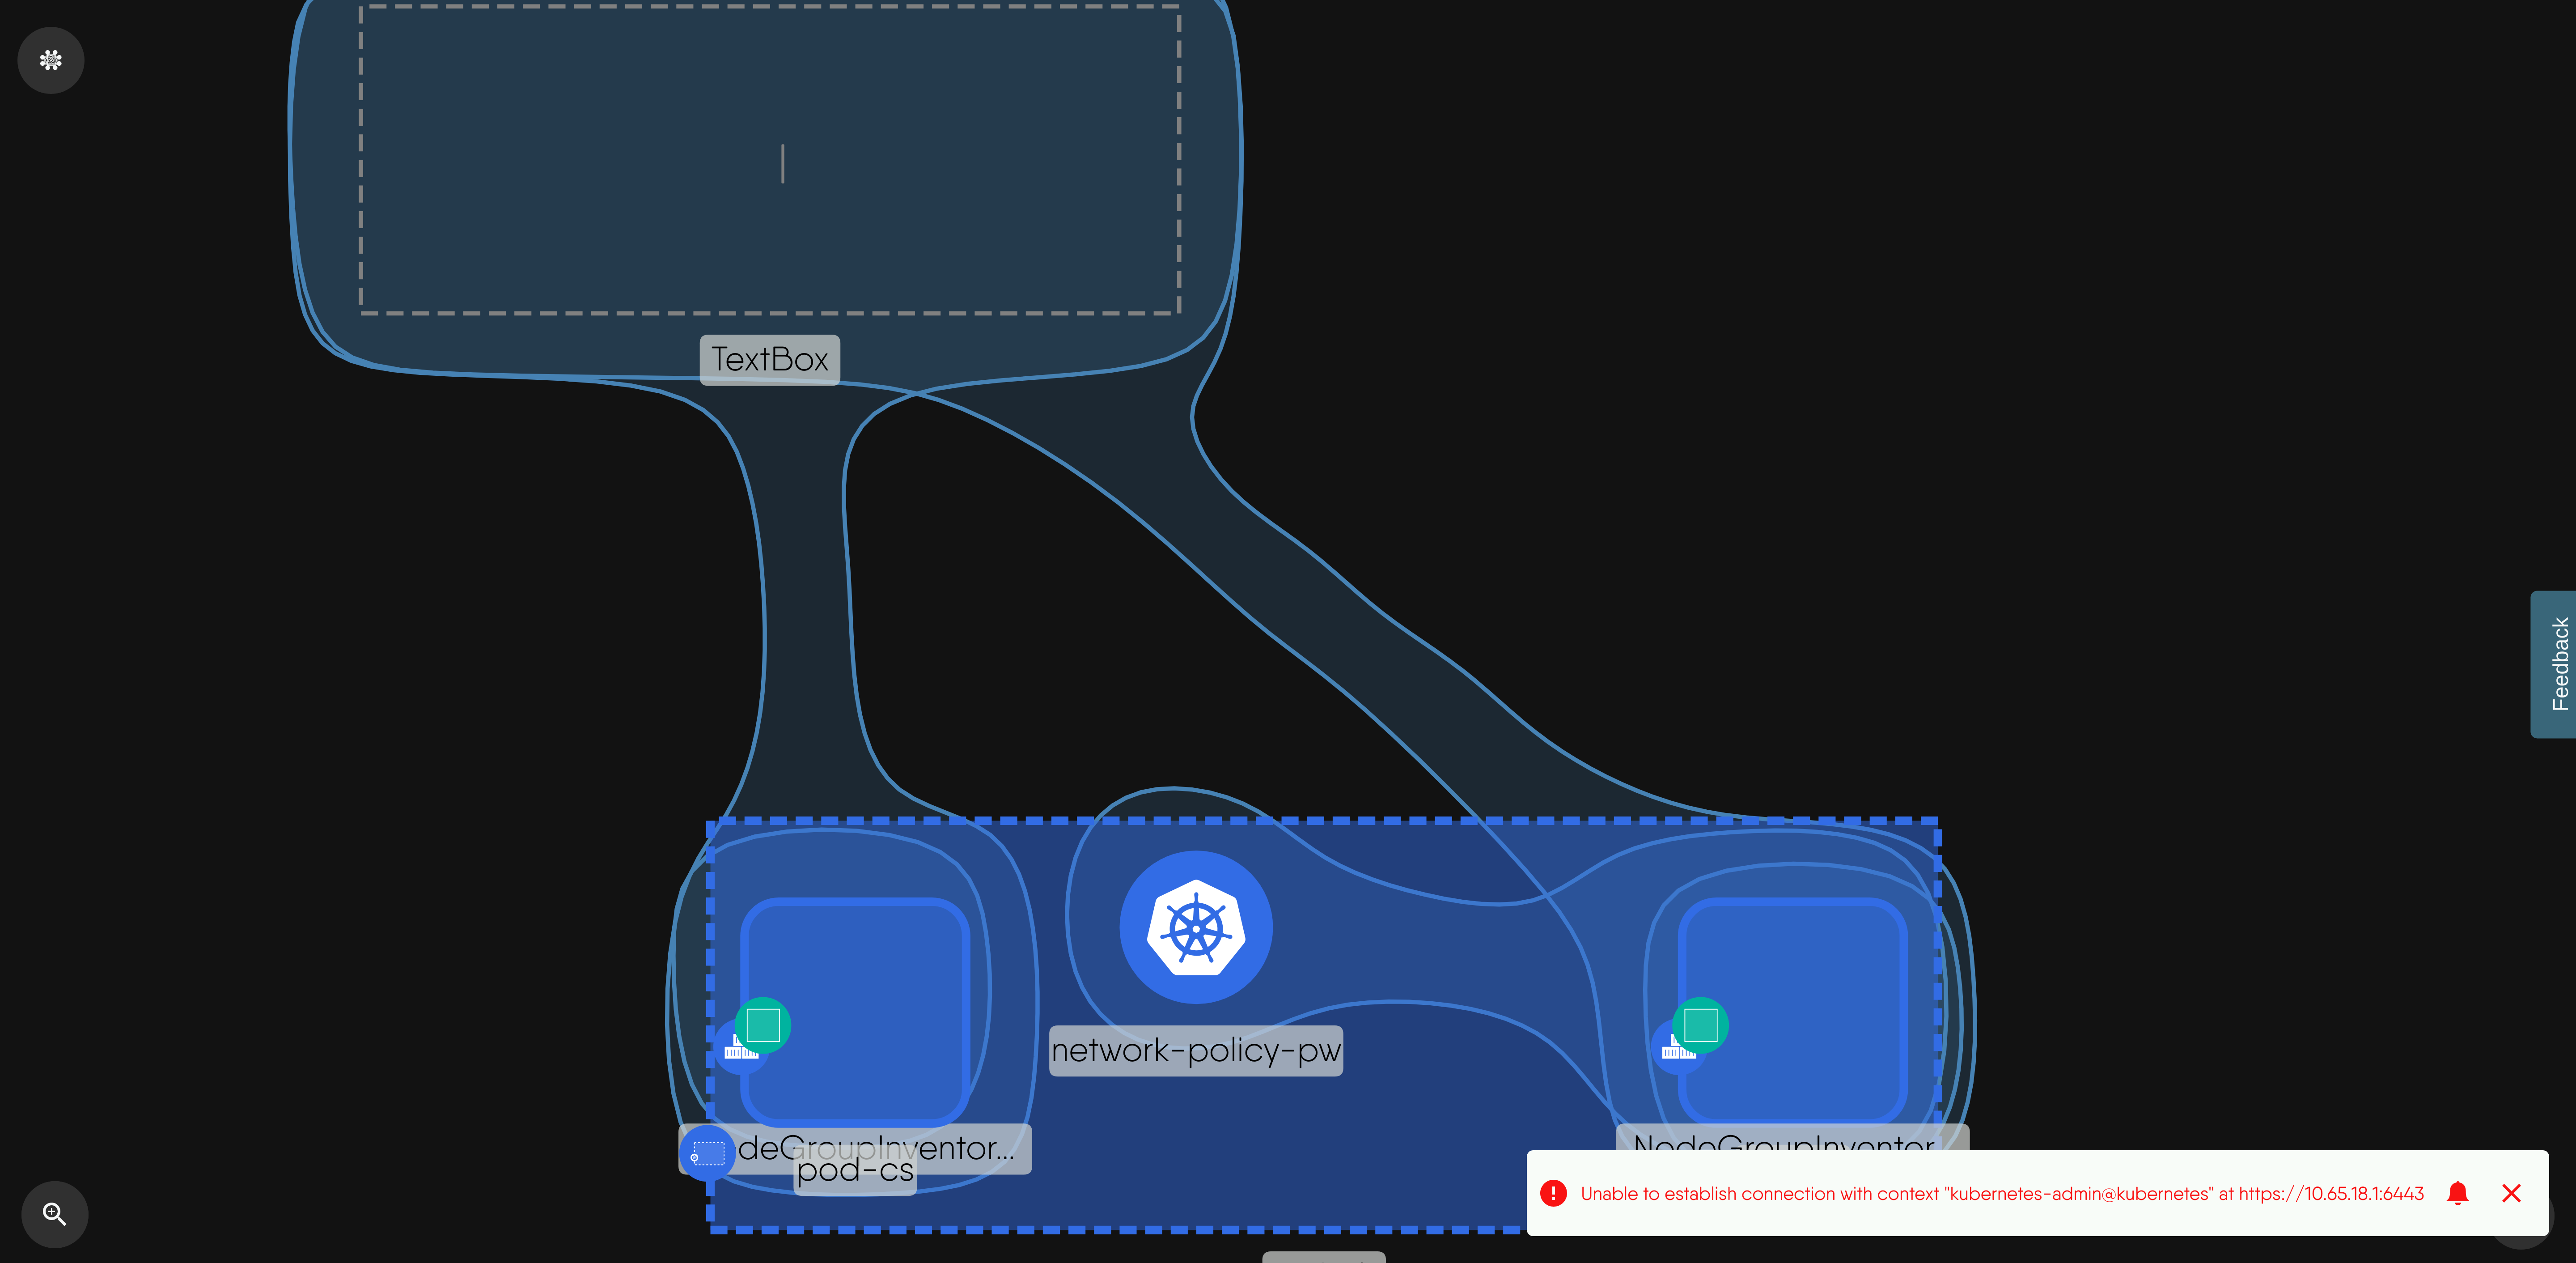 TextBox
Feedback
network-policy-pw
deGroupInventor...
pod-cs
NodeGroupInventor
Unable to establish connection with context "kubernetes-admin@kubernetes" at https://10.65.18.1:6443